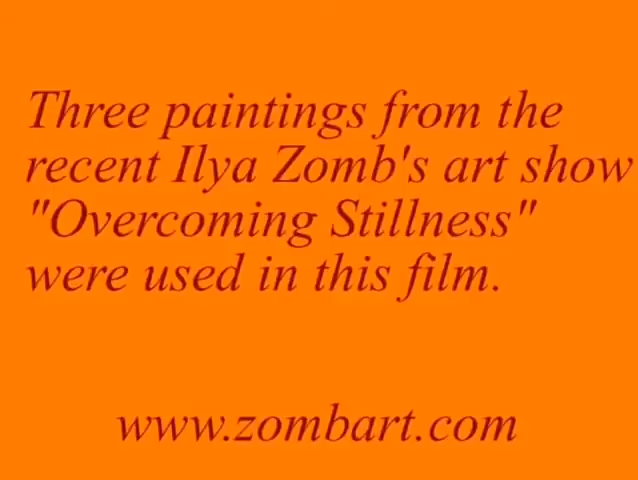 Three paintings from the
recent Ilya Zomb's art show
"Overcoming Stillness"
were used in this film.
www.zombart.com